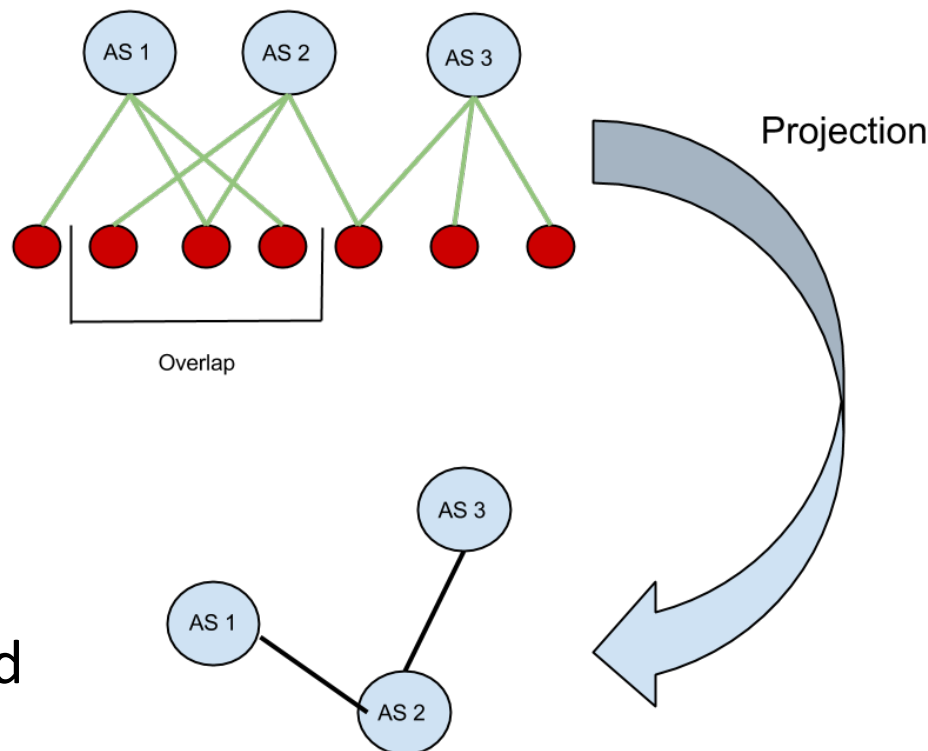 AS 1
AS 2
AS 3
Projection
Overlap
AS 3
AS 1
d
AS 2